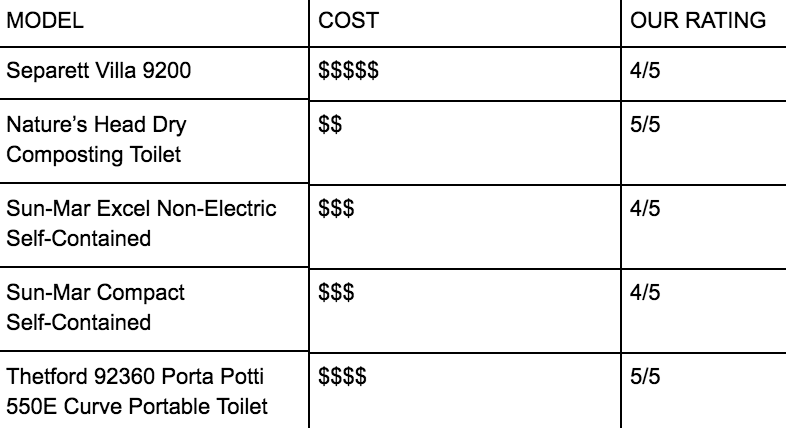 MODEL COST OUR RATING
Separett Villa 9200 $$$$$ 4/5
Nature’s Head Dry $$ 5/5
Composting Toilet
Sun-Mar Excel Non-Electric $$$ 4/5
Self-Contained
Sun-Mar Compact $$$ 4/5
Self-Contained
Thetford 92360 Porta Potti $$$$ 5/5
550E Curve Portable Toilet